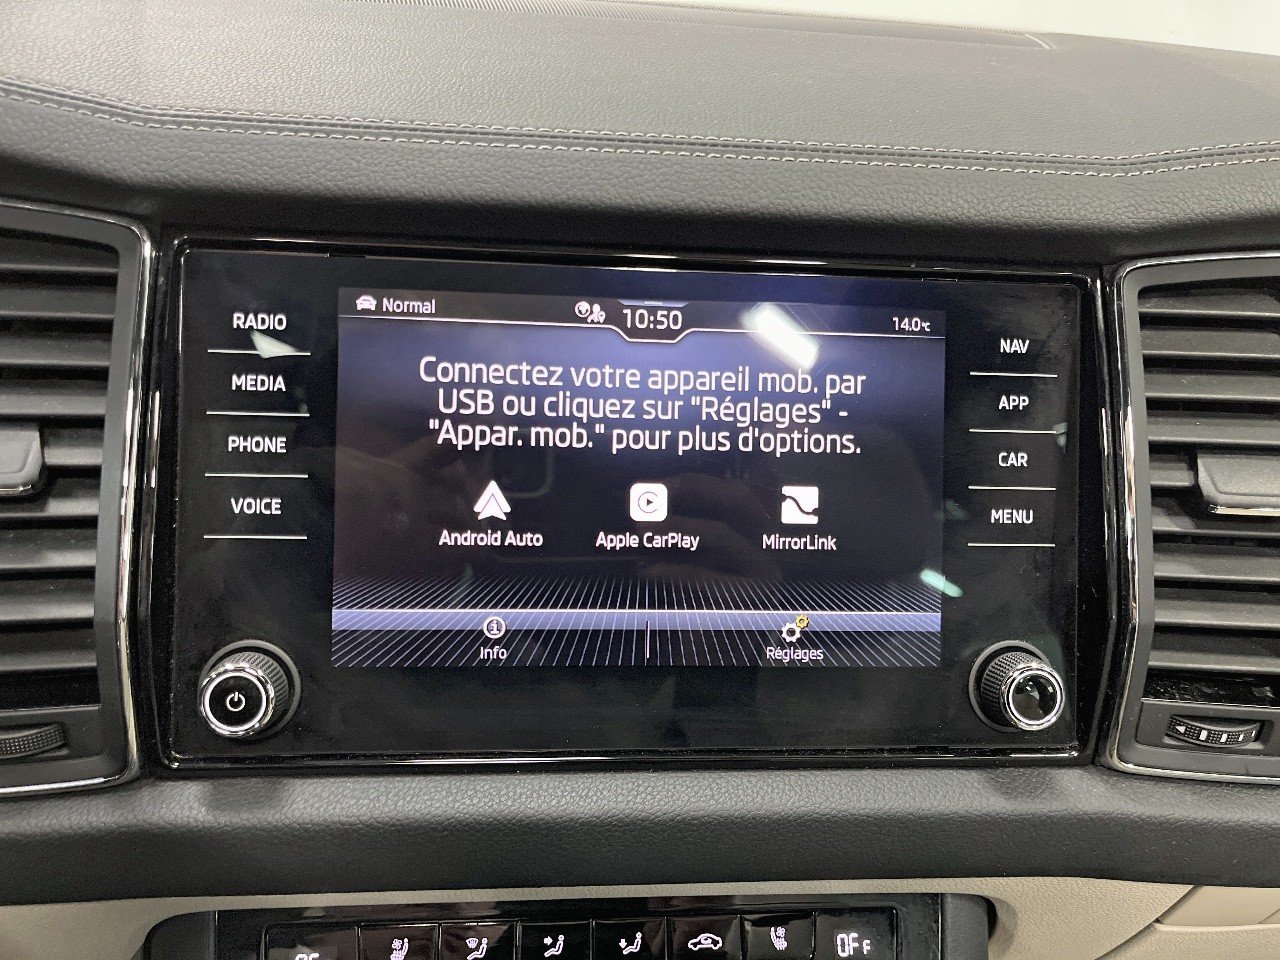 Normal
10:50
14.0°C
Connectez votre appareil mob. par
USB ou cliquez sur "Réglages" -
"Appar. mob." pour plus d'options.
Android Auto
Apple CarPlay
MirrorLink
Info
Réglages
RADIO
MEDIA
PHONE
VOICE
NAV
APP
CAR
MENU